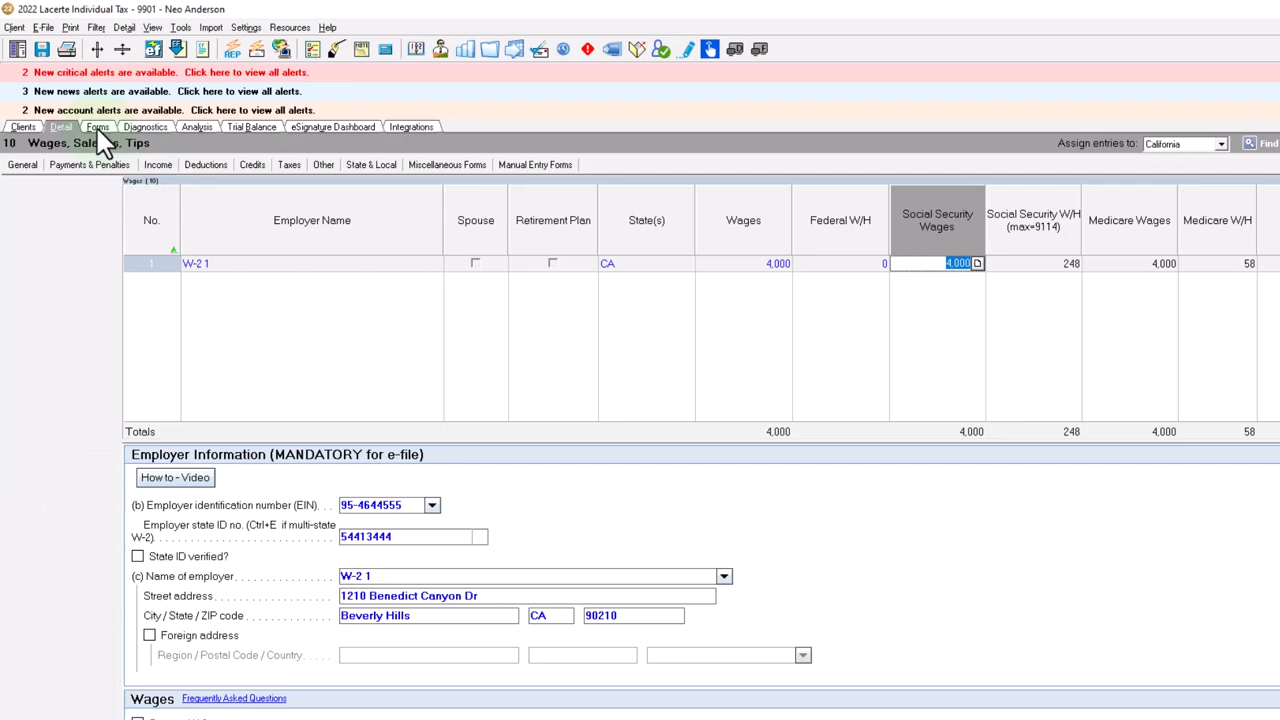 2022 Lacerte Individual Tax - 9901 - Neo Anderson
Client E-File Print Filter Detail View Tools Import Settings Resources Help
2 New critical alerts are available. Click here to view all alerts.
3 New news alerts are available. Click here to view all alerts.
2 New account alerts are available. Click here to view all alerts.
Clients Detail Forms Diagnostics Analysis Trial Balance eSignature Dashboard Integrations
10 Wages, Tips Assign entries to: California Find
General Payments & Penalties Income Deductions Credits Taxes Other State & Local Miscellaneous Forms Manual Entry Forms
Wages (10)
No. Employer Name Spouse Retirement Plan State(s) Wages Federal W/H Social Security Wages Social Security W/H (max=9114) Medicare Wages Medicare W/H
1 W-2 1 CA 4,000 0 4,000 248 4,000 58
Totals 4,000 4,000 248 4,000 58
Employer Information (MANDATORY for e-file)
How to - Video
(b) Employer identification number (EIN). . . 95-4644555
Employer state ID no. (Ctrl+E if multi-state
W-2). 54413444
State ID verified?
(c) Name of employer W-2 1
Street address 1210 Benedict Canyon Dr
City / State / ZIP code Beverly Hills CA 90210
Foreign address
Region / Postal Code / Country
Wages Frequently Asked Questions